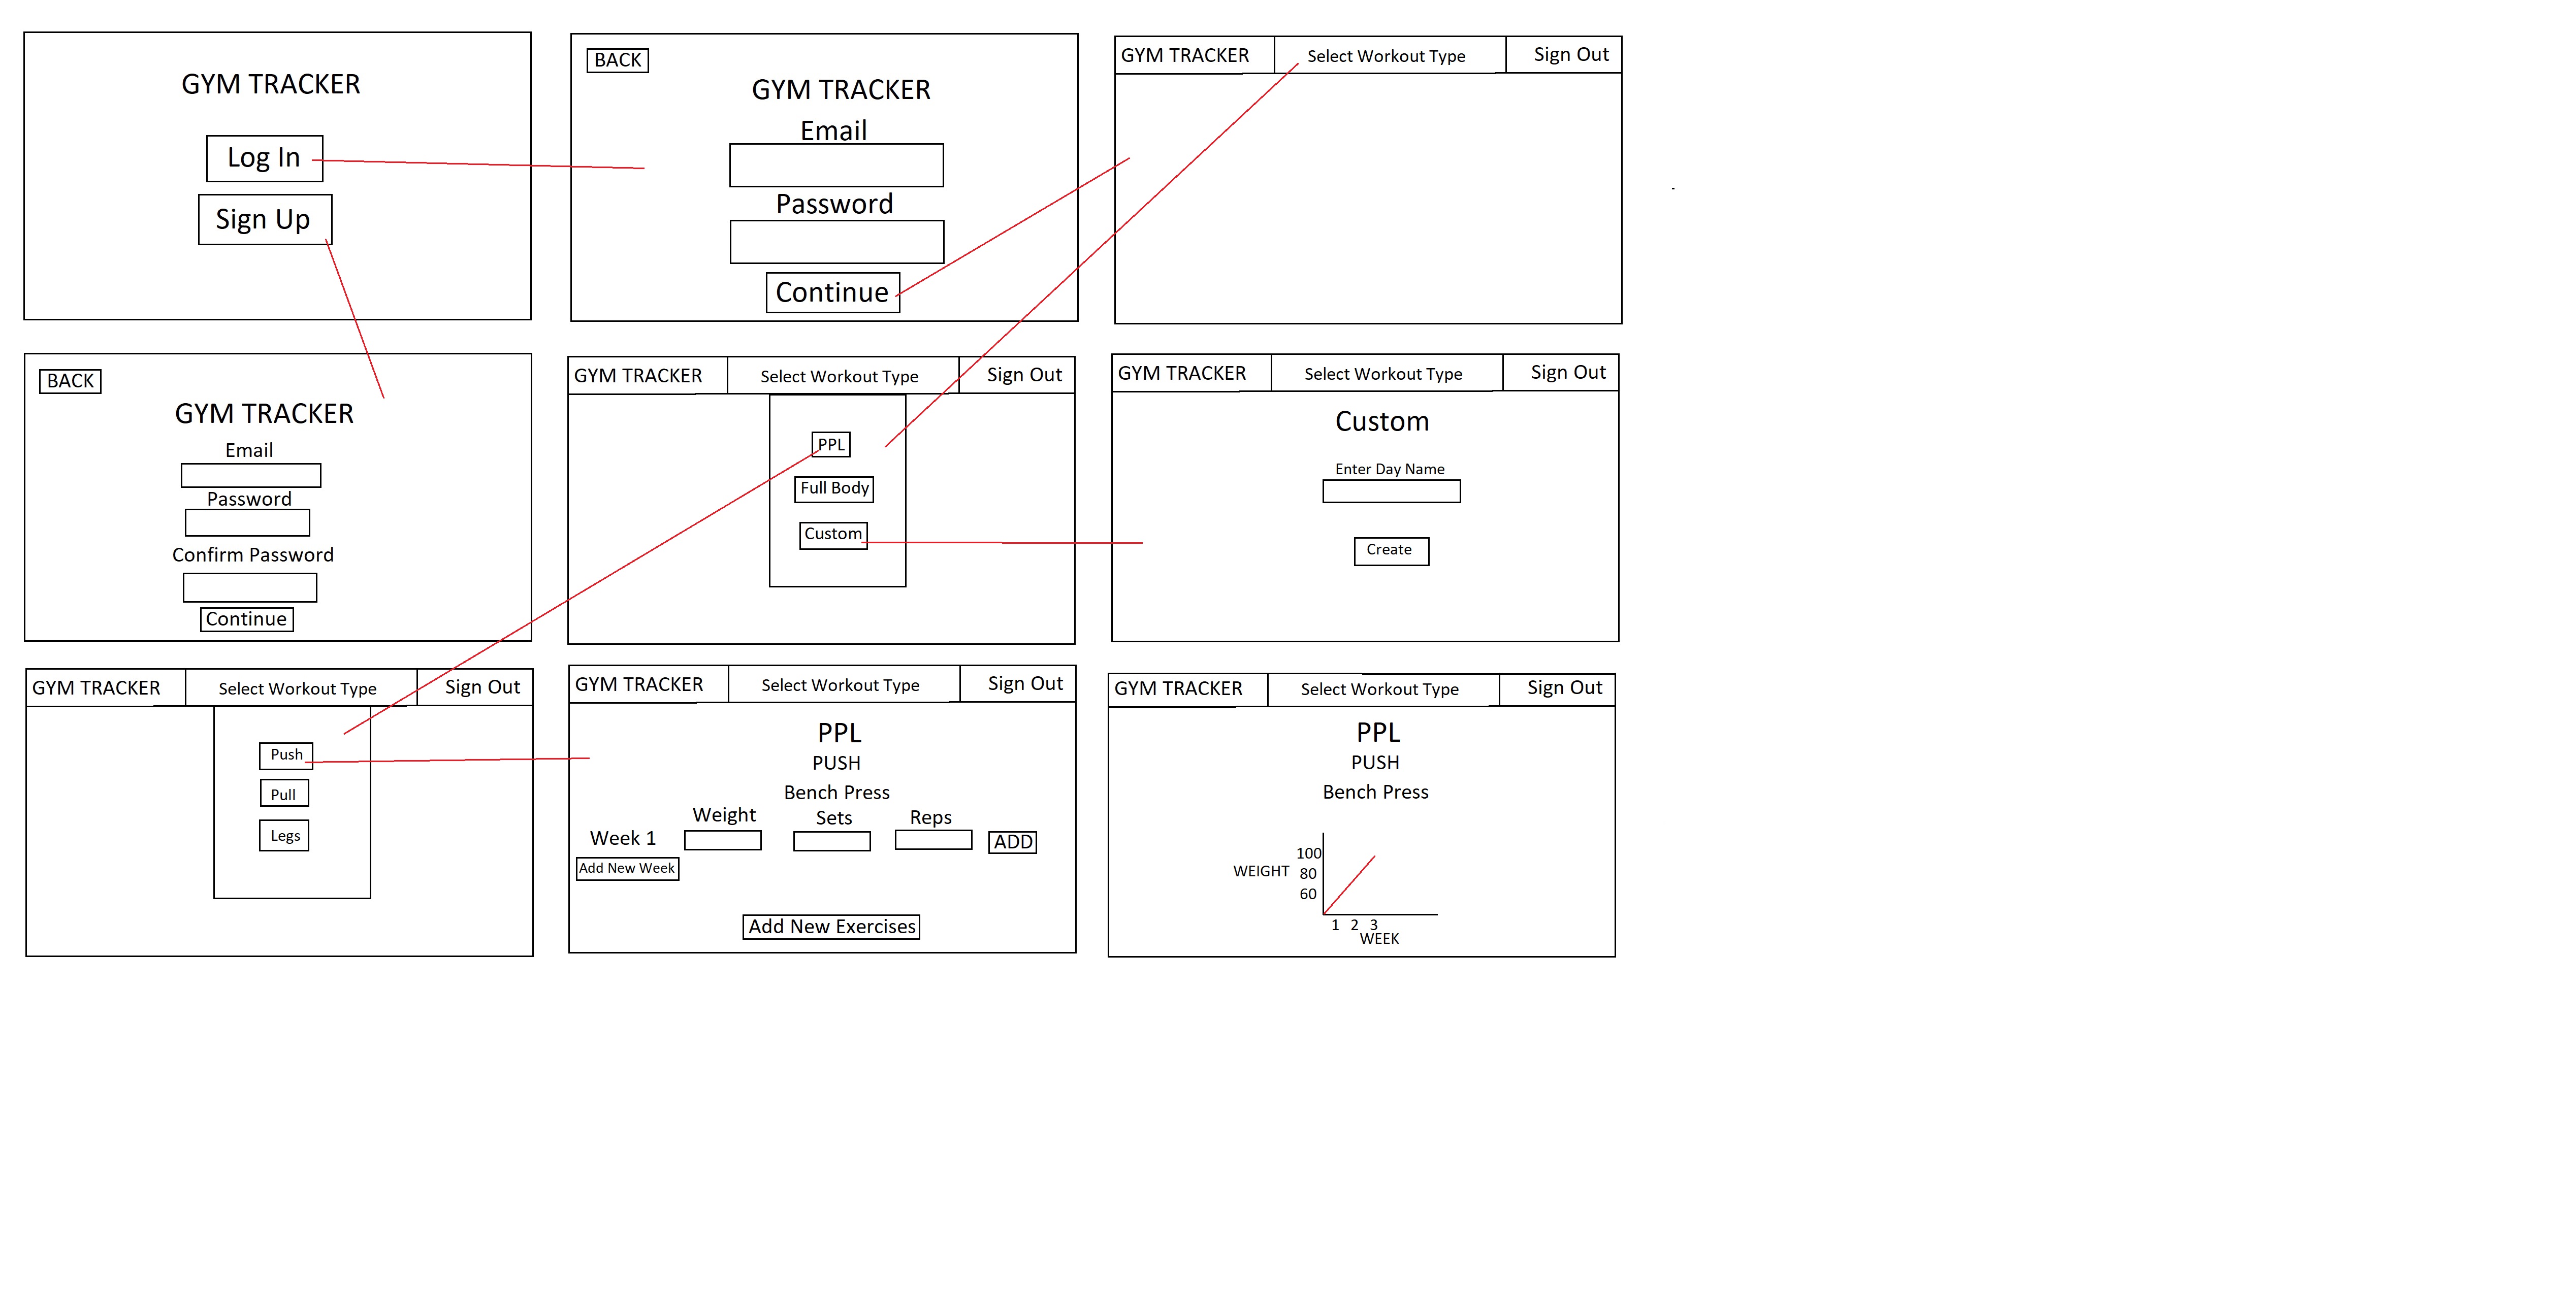 GYM TRACKER
Log In
Sign Up
BACK
GYM TRACKER
Email
Password
Continue
GYM TRACKER
Select Workout Type
Sign Out
BACK
GYM TRACKER
Email
Password
Confirm Password
Continue
GYM TRACKER
Select Workout Type
Sign Out
PPL
Full Body
Custom
GYM TRACKER
Select Workout Type
Sign Out
Custom
Enter Day Name
Create
GYM TRACKER
Select Workout Type
Sign Out
Push
Pull
Legs
GYM TRACKER
Select Workout Type
Sign Out
PPL
PUSH
Bench Press
Weight
Sets
Reps
Week 1
ADD
Add New Week
Add New Exercises
GYM TRACKER
Select Workout Type
Sign Out
PPL
PUSH
Bench Press
WEIGHT
100
80
60
1 2 3
WEEK